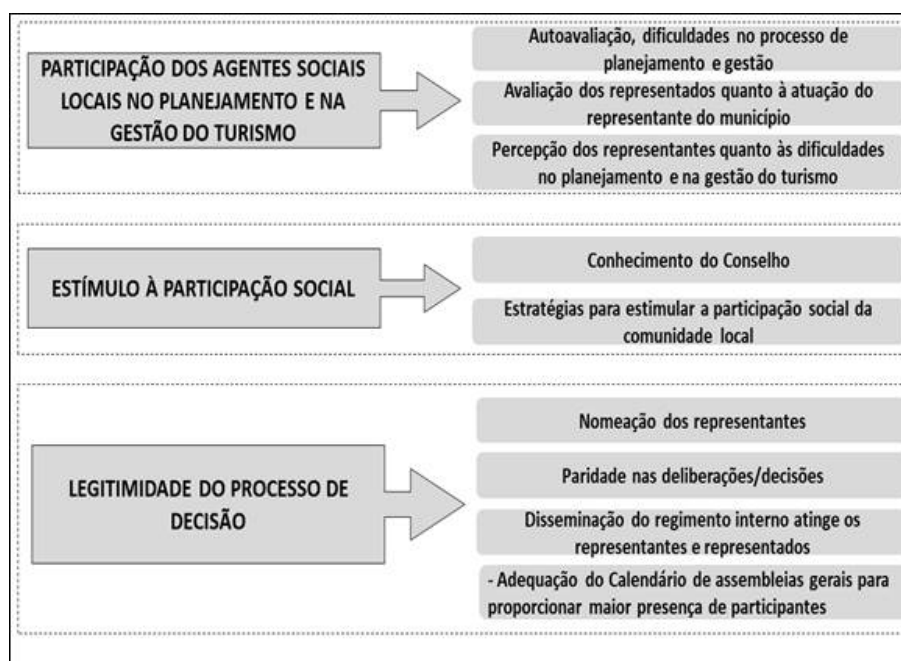 PARTICIPAÇÃO DOS AGENTES SOCIAIS
LOCAIS NO PLANEJAMENTO E NA
GESTÃO DO TURISMO
Autoavaliação, dificuldades no processo de
planejamento e gestão
Avaliação dos representados quanto à atuação do
representante do município
Percepção dos representantes quanto às dificuldades
no planejamento e na gestão do turismo
ESTÍMULO À PARTICIPAÇÃO SOCIAL
Conhecimento do Conselho
Estratégias para estimular a participação social da
comunidade local
LEGITIMIDADE DO PROCESSO DE
DECISÃO
Nomeação dos representantes
Paridade nas deliberações/decisões
Disseminação do regimento interno atinge os
representantes e representados
- Adequação do Calendário de assembleias gerais para
proporcionar maior presença de participantes